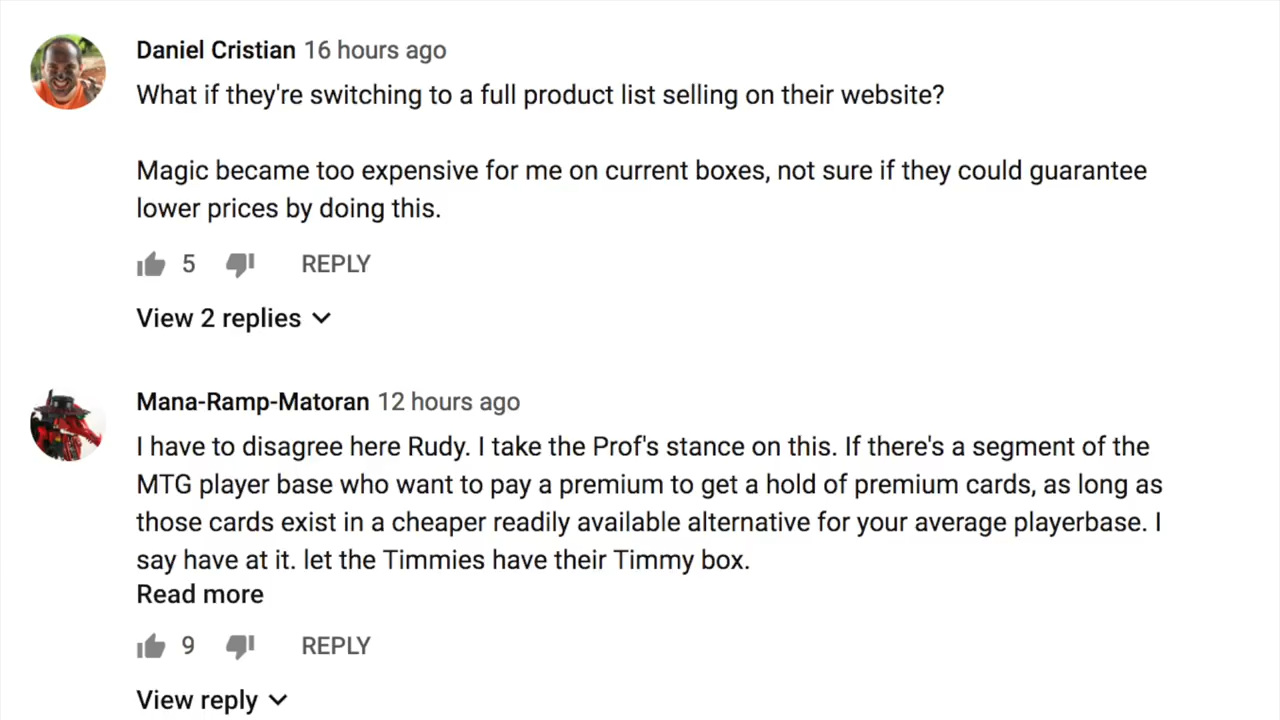 Daniel Cristian 16 hours ago
What if they're switching to a full product list selling on their website?
Magic became too expensive for me on current boxes, not sure if they could guarantee
lower prices by doing this.
5 REPLY
View 2 replies
Mana-Ramp-Matoran 12 hours ago
I have to disagree here Rudy. I take the Prof's stance on this. If there's a segment of the
MTG player base who want to pay a premium to get a hold of premium cards, as long as
those cards exist in a cheaper readily available alternative for your average playerbase. I
say have at it. let the Timmies have their Timmy box.
Read more
9 REPLY
View reply